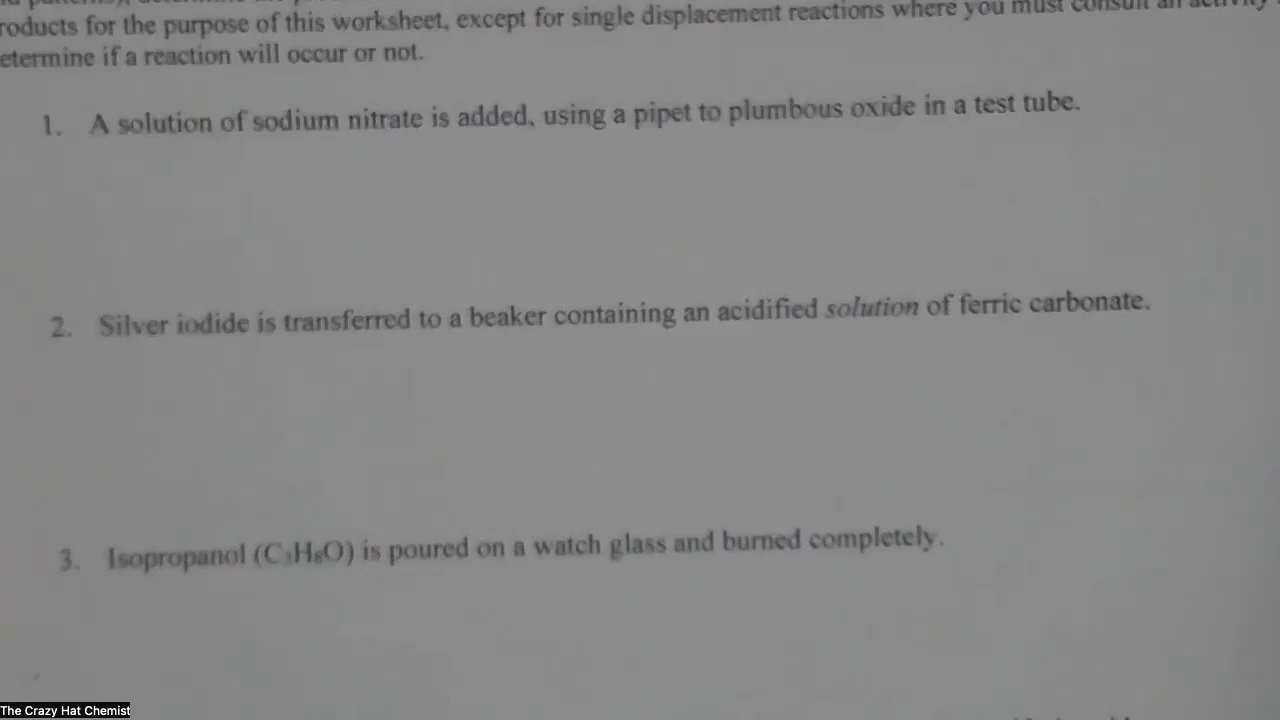 roducts for the purpose of this worksheet, except for single displacement reactions where you must consult an activity
etermine if a reaction will occur or not.
1. A solution of sodium nitrate is added, using a pipet to plumbous oxide in a test tube.
2. Silver iodide is transferred to a beaker containing an acidified solution of ferric carbonate.
3. Isopropanol (C₃H₈O) is poured on a watch glass and burned completely.
The Crazy Hat Chemist